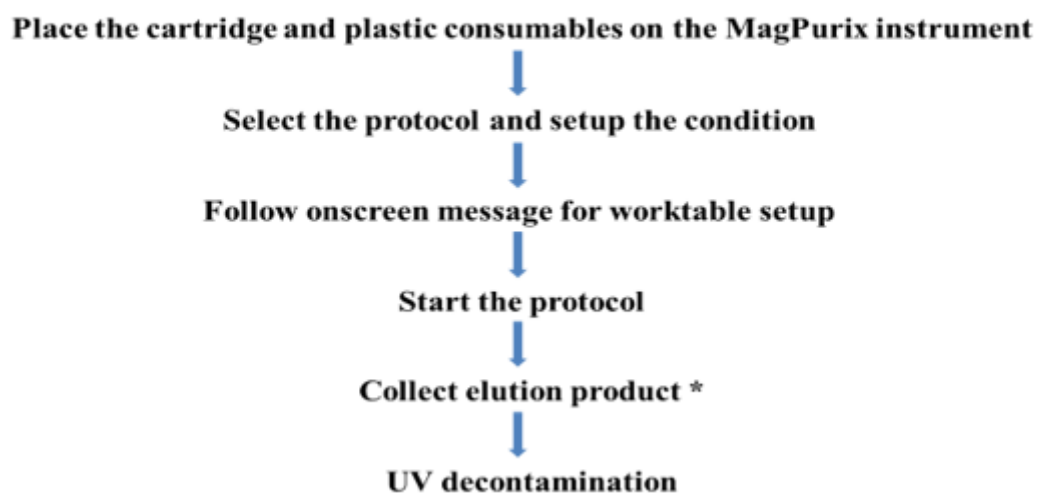 Place the cartridge and plastic consumables on the MagPurix instrument
Select the protocol and setup the condition
Follow onscreen message for worktable setup
Start the protocol
Collect elution product *
UV decontamination